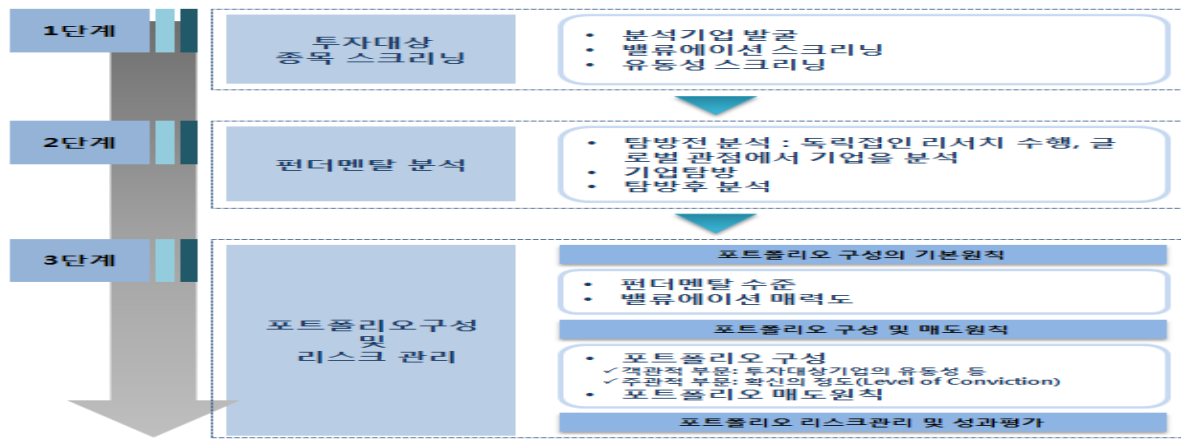 1단계
투자대상
종목 스크리닝
• 분석기업 발굴
• 밸류에이션 스크리닝
• 유동성 스크리닝
2단계
펀더멘탈 분석
• 탐방전 분석 : 독립접인 리서치 수행, 글
로벌 관점에서 기업을 분석
• 기업탐방
• 탐방후 분석
3단계
포트폴리오구성
및
리스크 관리
포트폴리오 구성의 기본원칙
• 펀더멘탈 수준
• 밸류에이션 매력도
포트폴리오 구성 및 매도원칙
• 포트폴리오 구성
✓객관적 부문: 투자대상기업의 유동성 등
✓주관적 부문: 확신의 정도(Level of Conviction)
• 포트폴리오 매도원칙
포트폴리오 리스크관리 및 성과평가